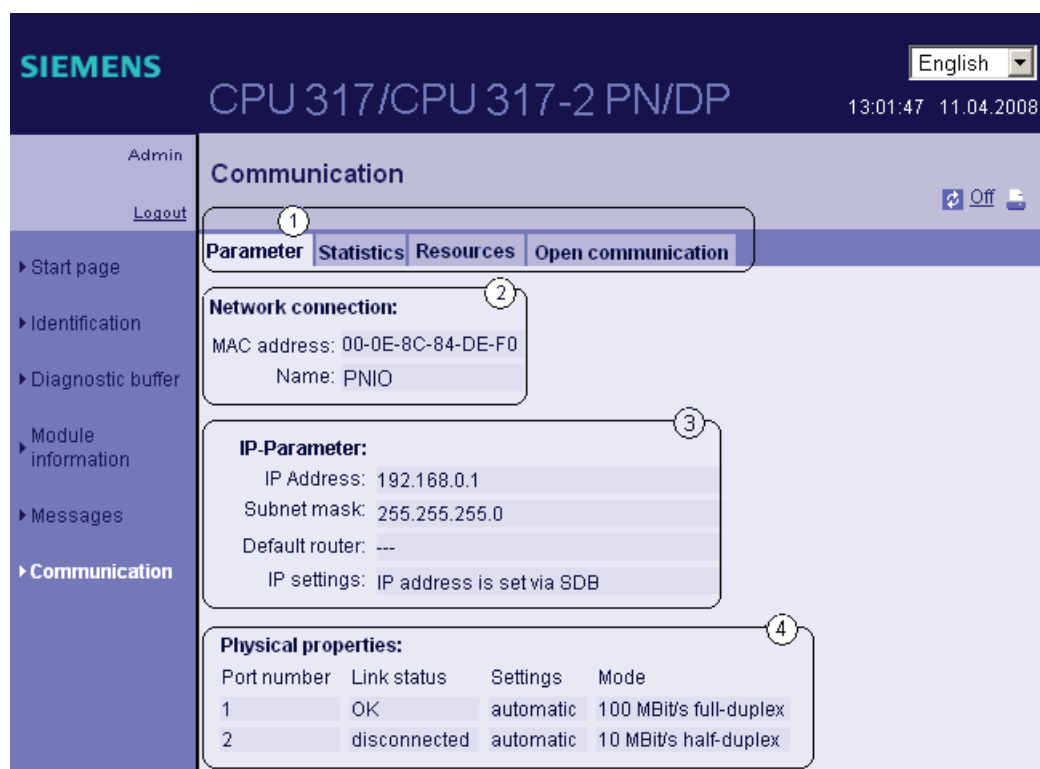 SIEMENS
English
CPU 317/CPU 317-2 PN/DP
13:01:47 11.04.2008
Admin
Logout
Communication
Off
Start page
Identification
Diagnostic buffer
Module
information
Messages
Communication
1
Parameter Statistics Resources Open communication
2
Network connection:
MAC address: 00-0E-8C-84-DE-F0
Name: PNIO
3
IP-Parameter:
IP Address: 192.168.0.1
Subnet mask: 255.255.255.0
Default router: ---
IP settings: IP address is set via SDB
4
Physical properties:
Port number Link status Settings Mode
1 OK automatic 100 MBit/s full-duplex
2 disconnected automatic 10 MBit/s half-duplex